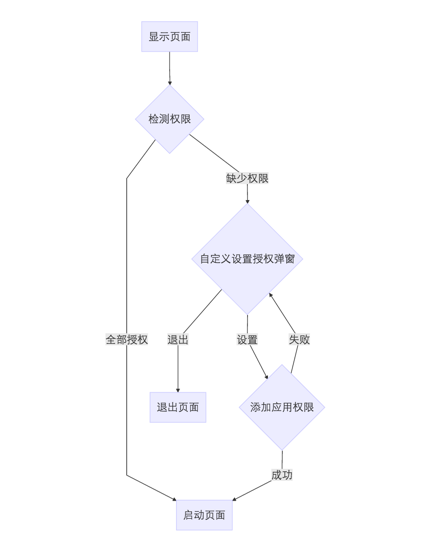 显示页面
检测权限
缺少权限
自定义设置授权弹窗
全部授权
退出
设置
失败
退出页面
添加应用权限
成功
启动页面